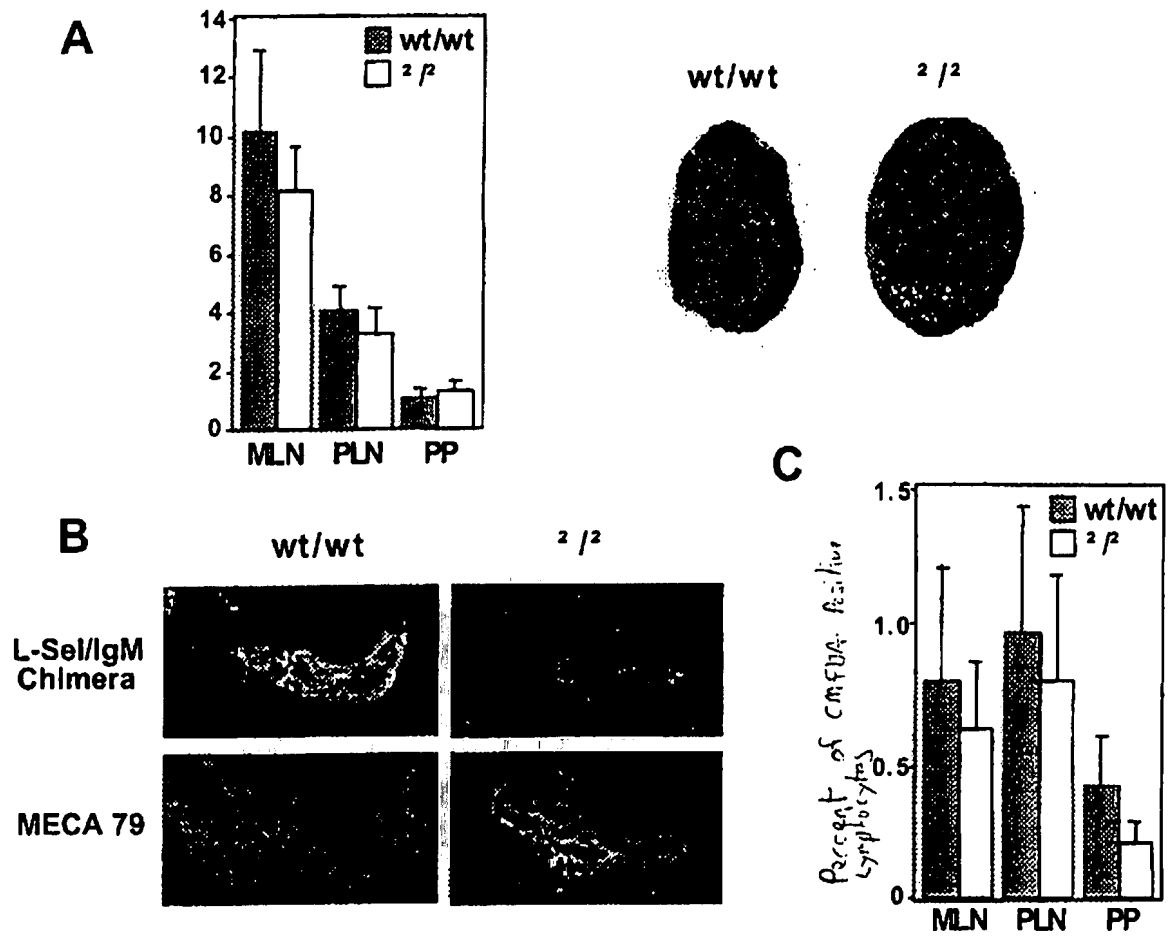 A
14
12
10
8
6
4
2
0
wt/wt
²/²
MLN PLN PP
wt/wt ²/²
B
wt/wt ²/²
L-Sel/IgM
Chimera
MECA 79
C
Percent of CMFDA Positive
Lymphocytes
1.5
1.0
0.5
0
wt/wt
²/²
MLN PLN PP